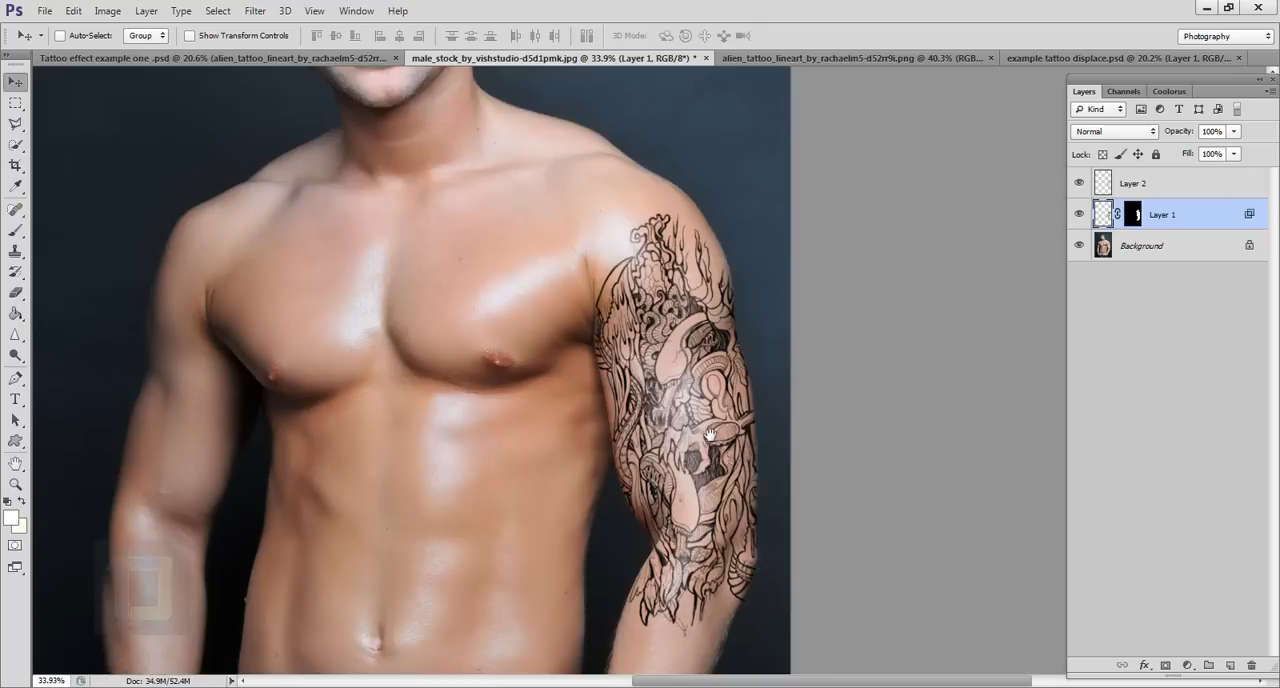 Ps File Edit Image Layer Type Select Filter 3D View Window Help
Auto-Select: Group Show Transform Controls 3D Mode: Photography
Tattoo effect example one .psd @ 20.6% (alien_tattoo_lineart_by_rachaelm5-d52rr... × male_stock_by_vishstudio-d5d1pmk.jpg @ 33.9% (Layer 1, RGB/8*) * × alien_tattoo_lineart_by_rachaelm5-d52rr9i.png @ 40.3% (RGB... × example tattoo displace.psd @ 20.2% (Layer 1, RGB/... ×
Layers Channels Coolorus
Kind
Normal Opacity: 100%
Lock: Fill: 100%
Layer 2
Layer 1
Background
33.93% Doc: 34.9M/52.4M